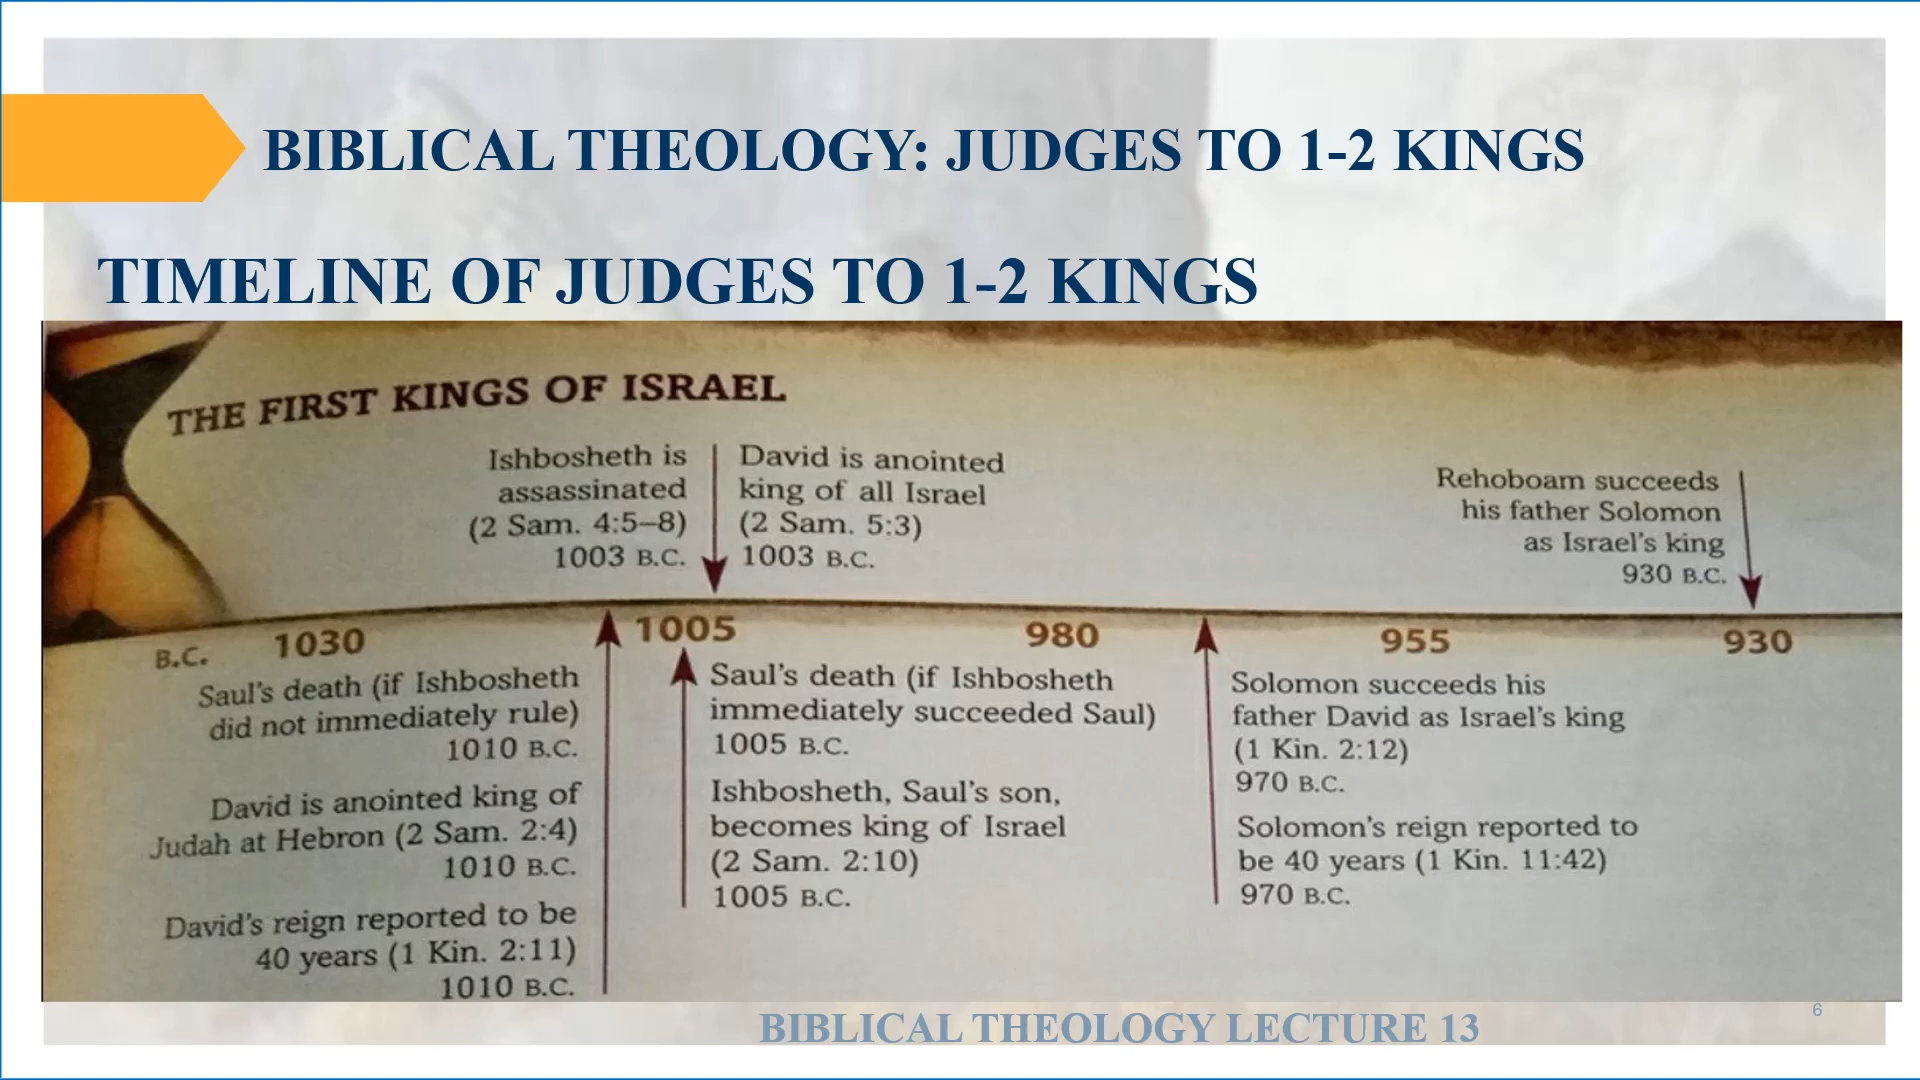 BIBLICAL THEOLOGY: JUDGES TO 1-2 KINGS
TIMELINE OF JUDGES TO 1-2 KINGS
THE FIRST KINGS OF ISRAEL
Ishbosheth is
assassinated
(2 Sam. 4:5–8)
1003 B.C.
David is anointed
king of all Israel
(2 Sam. 5:3)
1003 B.C.
Rehoboam succeeds
his father Solomon
as Israel's king
930 B.C.
B.C. 1030 1005 980 955 930
Saul's death (if Ishbosheth
did not immediately rule)
1010 B.C.
David is anointed king of
Judah at Hebron (2 Sam. 2:4)
1010 B.C.
David's reign reported to be
40 years (1 Kin. 2:11)
1010 B.C.
Saul's death (if Ishbosheth
immediately succeeded Saul)
1005 B.C.
Ishbosheth, Saul's son,
becomes king of Israel
(2 Sam. 2:10)
1005 B.C.
Solomon succeeds his
father David as Israel's king
(1 Kin. 2:12)
970 B.C.
Solomon's reign reported to
be 40 years (1 Kin. 11:42)
970 B.C.
BIBLICAL THEOLOGY LECTURE 13
6